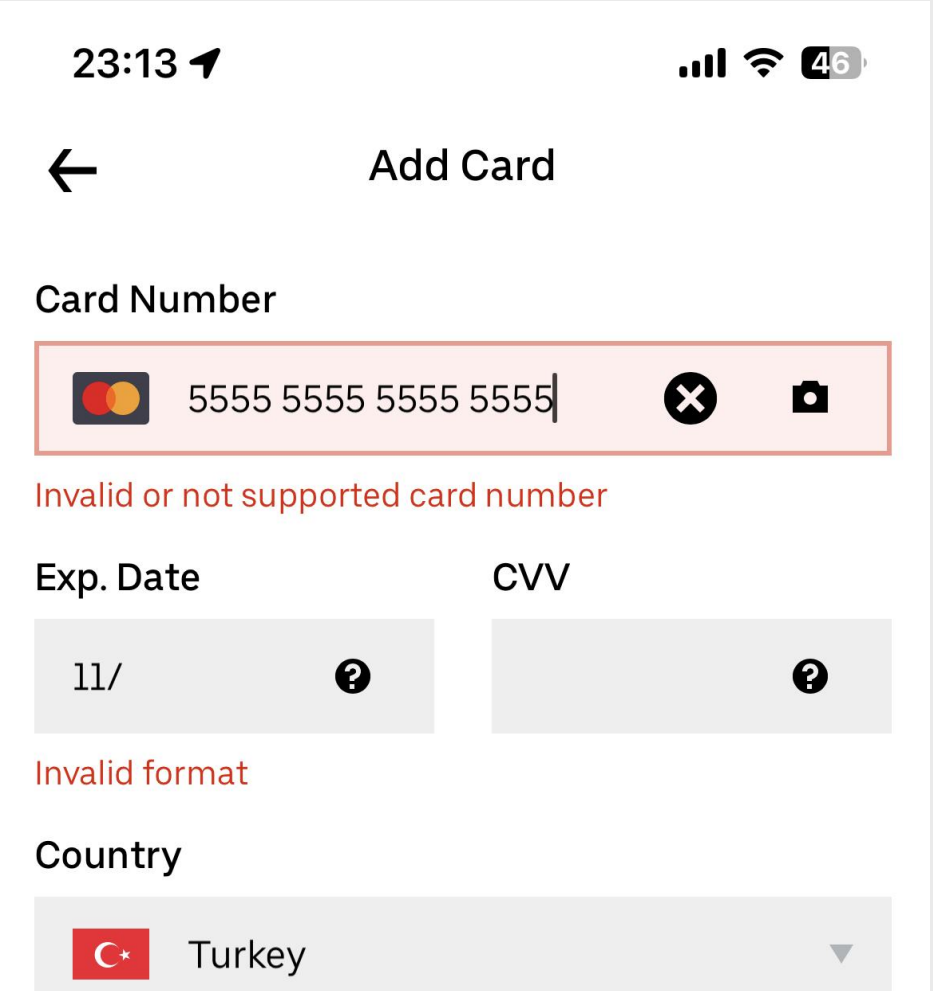 23:13
46
Add Card
Card Number
5555 5555 5555 5555
Invalid or not supported card number
Exp. Date
CVV
11/
Invalid format
Country
Turkey